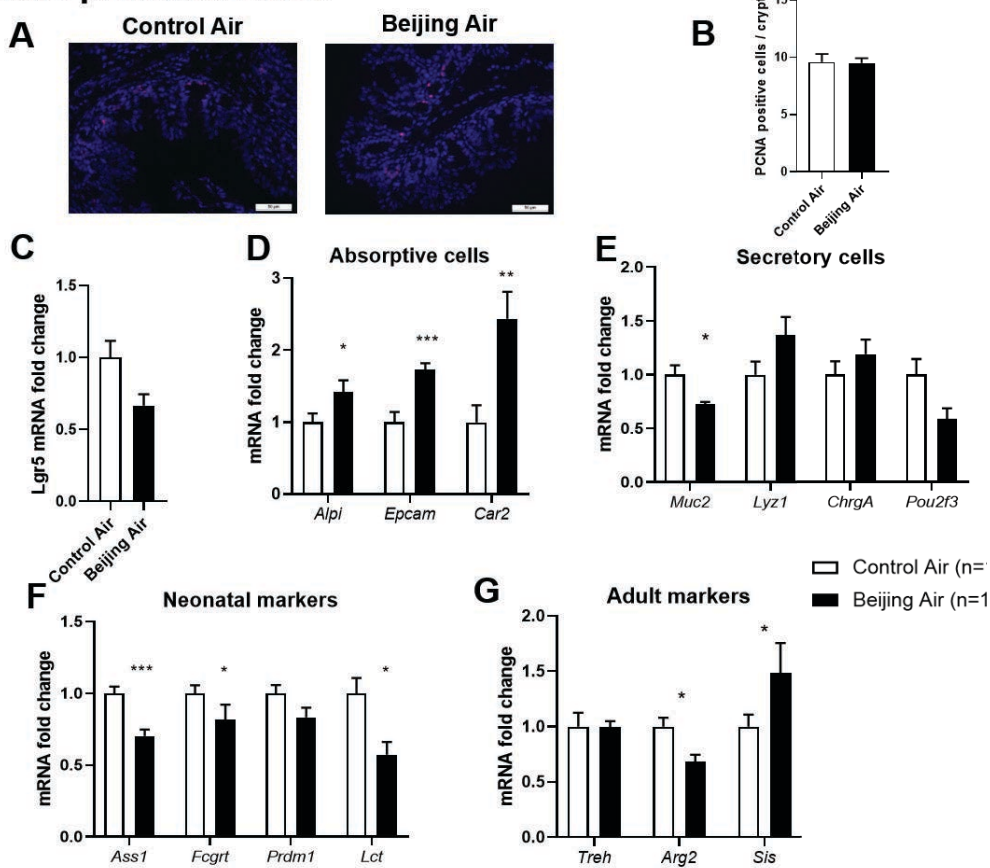 A
Control Air
Beijing Air
50 µm
50 µm
B
PCNA positive cells / crypt
10
5
0
Control Air
Beijing Air
C
Lgr5 mRNA fold change
1.5
1.0
0.5
0.0
Control Air
Beijing Air
D
Absorptive cells
mRNA fold change
3
2
1
0
*
***
**
Alpi
Epcam
Car2
E
Secretory cells
mRNA fold change
2.0
1.5
1.0
0.5
0.0
*
Muc2
Lyz1
ChrgA
Pou2f3
Control Air (n=
Beijing Air (n=1
F
Neonatal markers
mRNA fold change
1.5
1.0
0.5
0.0
***
*
*
Ass1
Fcgrt
Prdm1
Lct
G
Adult markers
mRNA fold change
2.0
1.5
1.0
0.5
0.0
*
*
Treh
Arg2
Sis